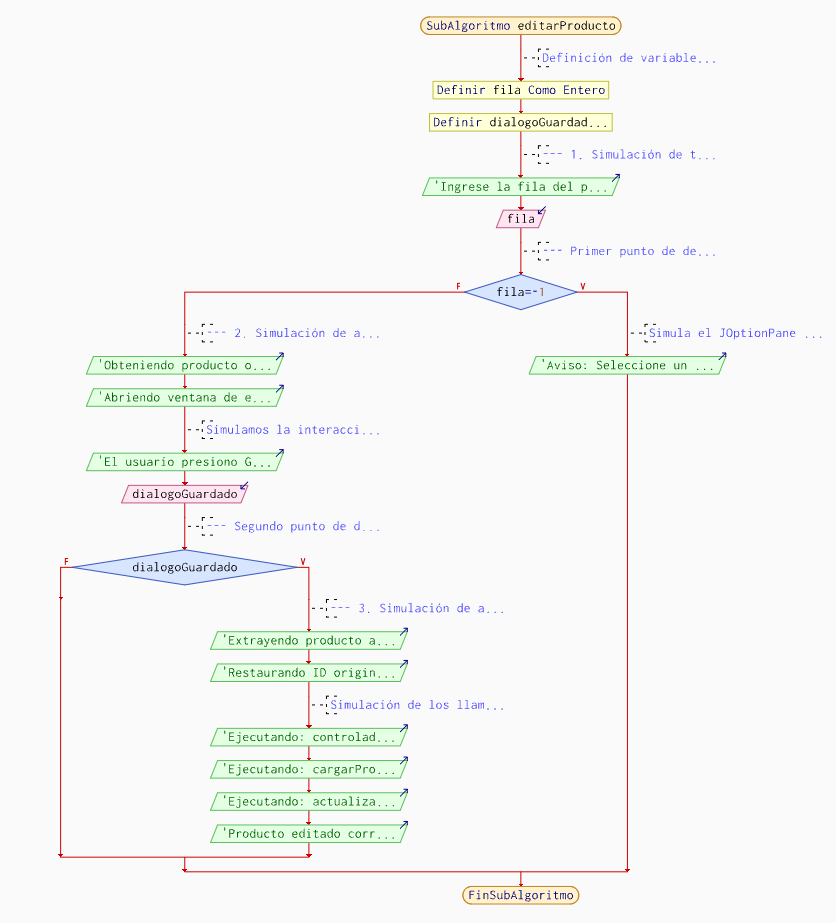 SubAlgoritmo editarProducto
Definición de variable...
Definir fila Como Entero
Definir dialogoGuardad...
--- 1. Simulación de t...
'Ingrese la fila del p...
fila
--- Primer punto de de...
F
fila=-1
V
--- 2. Simulación de a...
Simula el JOptionPane ...
'Obteniendo producto o...
'Aviso: Seleccione un ...
'Abriendo ventana de e...
Simulamos la interacci...
'El usuario presiono G...
dialogoGuardado
--- Segundo punto de d...
F
dialogoGuardado
V
--- 3. Simulación de a...
'Extrayendo producto a...
'Restaurando ID origin...
Simulación de los llam...
'Ejecutando: controlad...
'Ejecutando: cargarPro...
'Ejecutando: actualiza...
'Producto editado corr...
FinSubAlgoritmo